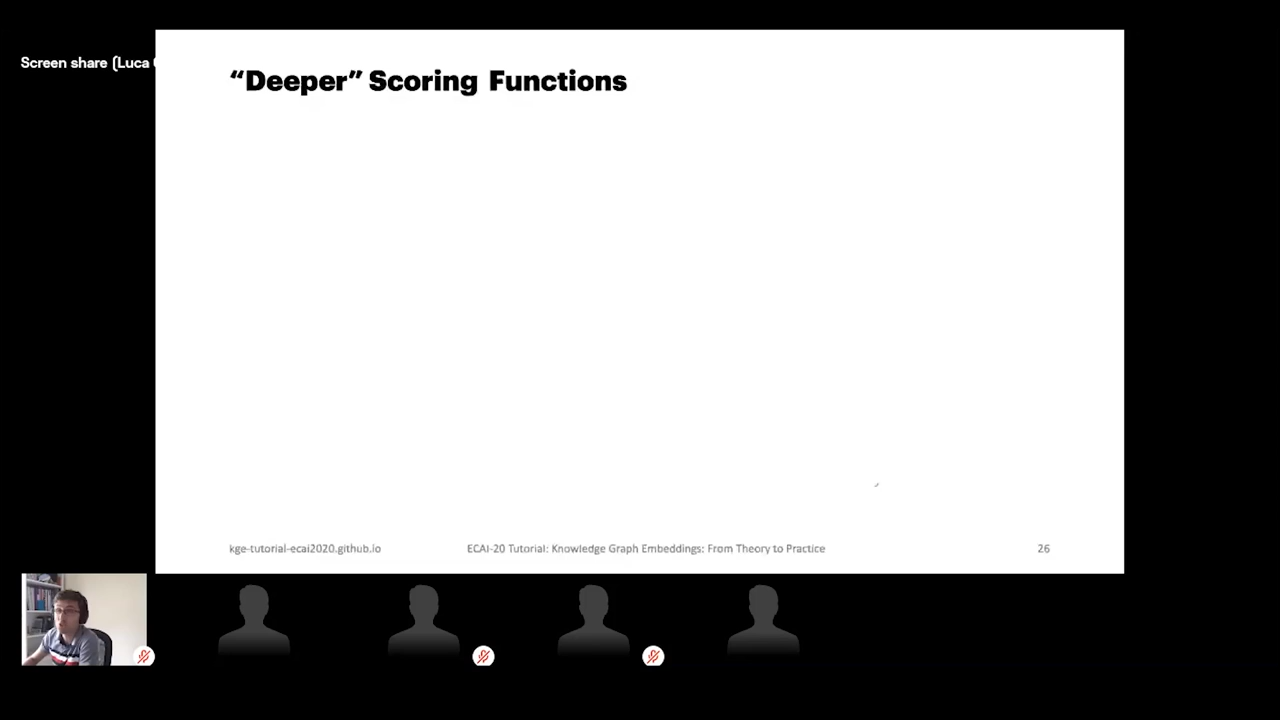 Screen share (Luca
“Deeper” Scoring Functions
kge-tutorial-ecai2020.github.io
ECAI-20 Tutorial: Knowledge Graph Embeddings: From Theory to Practice
26